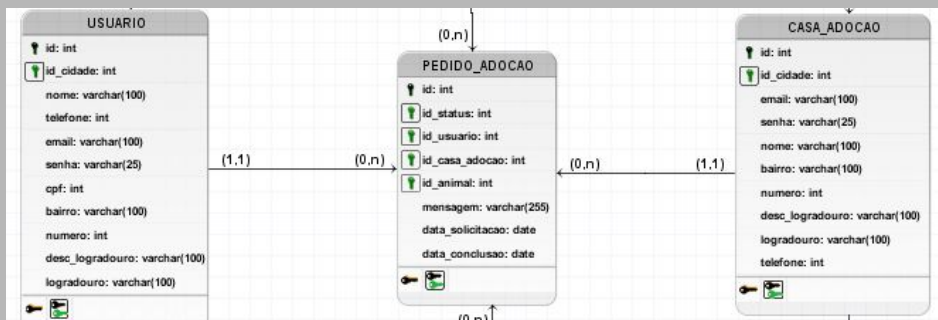 USUARIO
id: int
id_cidade: int
nome: varchar(100)
telefone: int
email: varchar(100)
senha: varchar(25)
cpf: int
bairro: varchar(100)
numero: int
desc_logradouro: varchar(100)
logradouro: varchar(100)
(1,1)
(0,n)
(0,n)
PEDIDO_ADOCAO
id: int
id_status: int
id_usuario: int
id_casa_adocao: int
id_animal: int
mensagem: varchar(255)
data_solicitacao: date
data_conclusao: date
(0,n)
(0,n)
(1,1)
CASA_ADOCAO
id: int
id_cidade: int
email: varchar(100)
senha: varchar(25)
nome: varchar(100)
bairro: varchar(100)
numero: int
desc_logradouro: varchar(100)
logradouro: varchar(100)
telefone: int